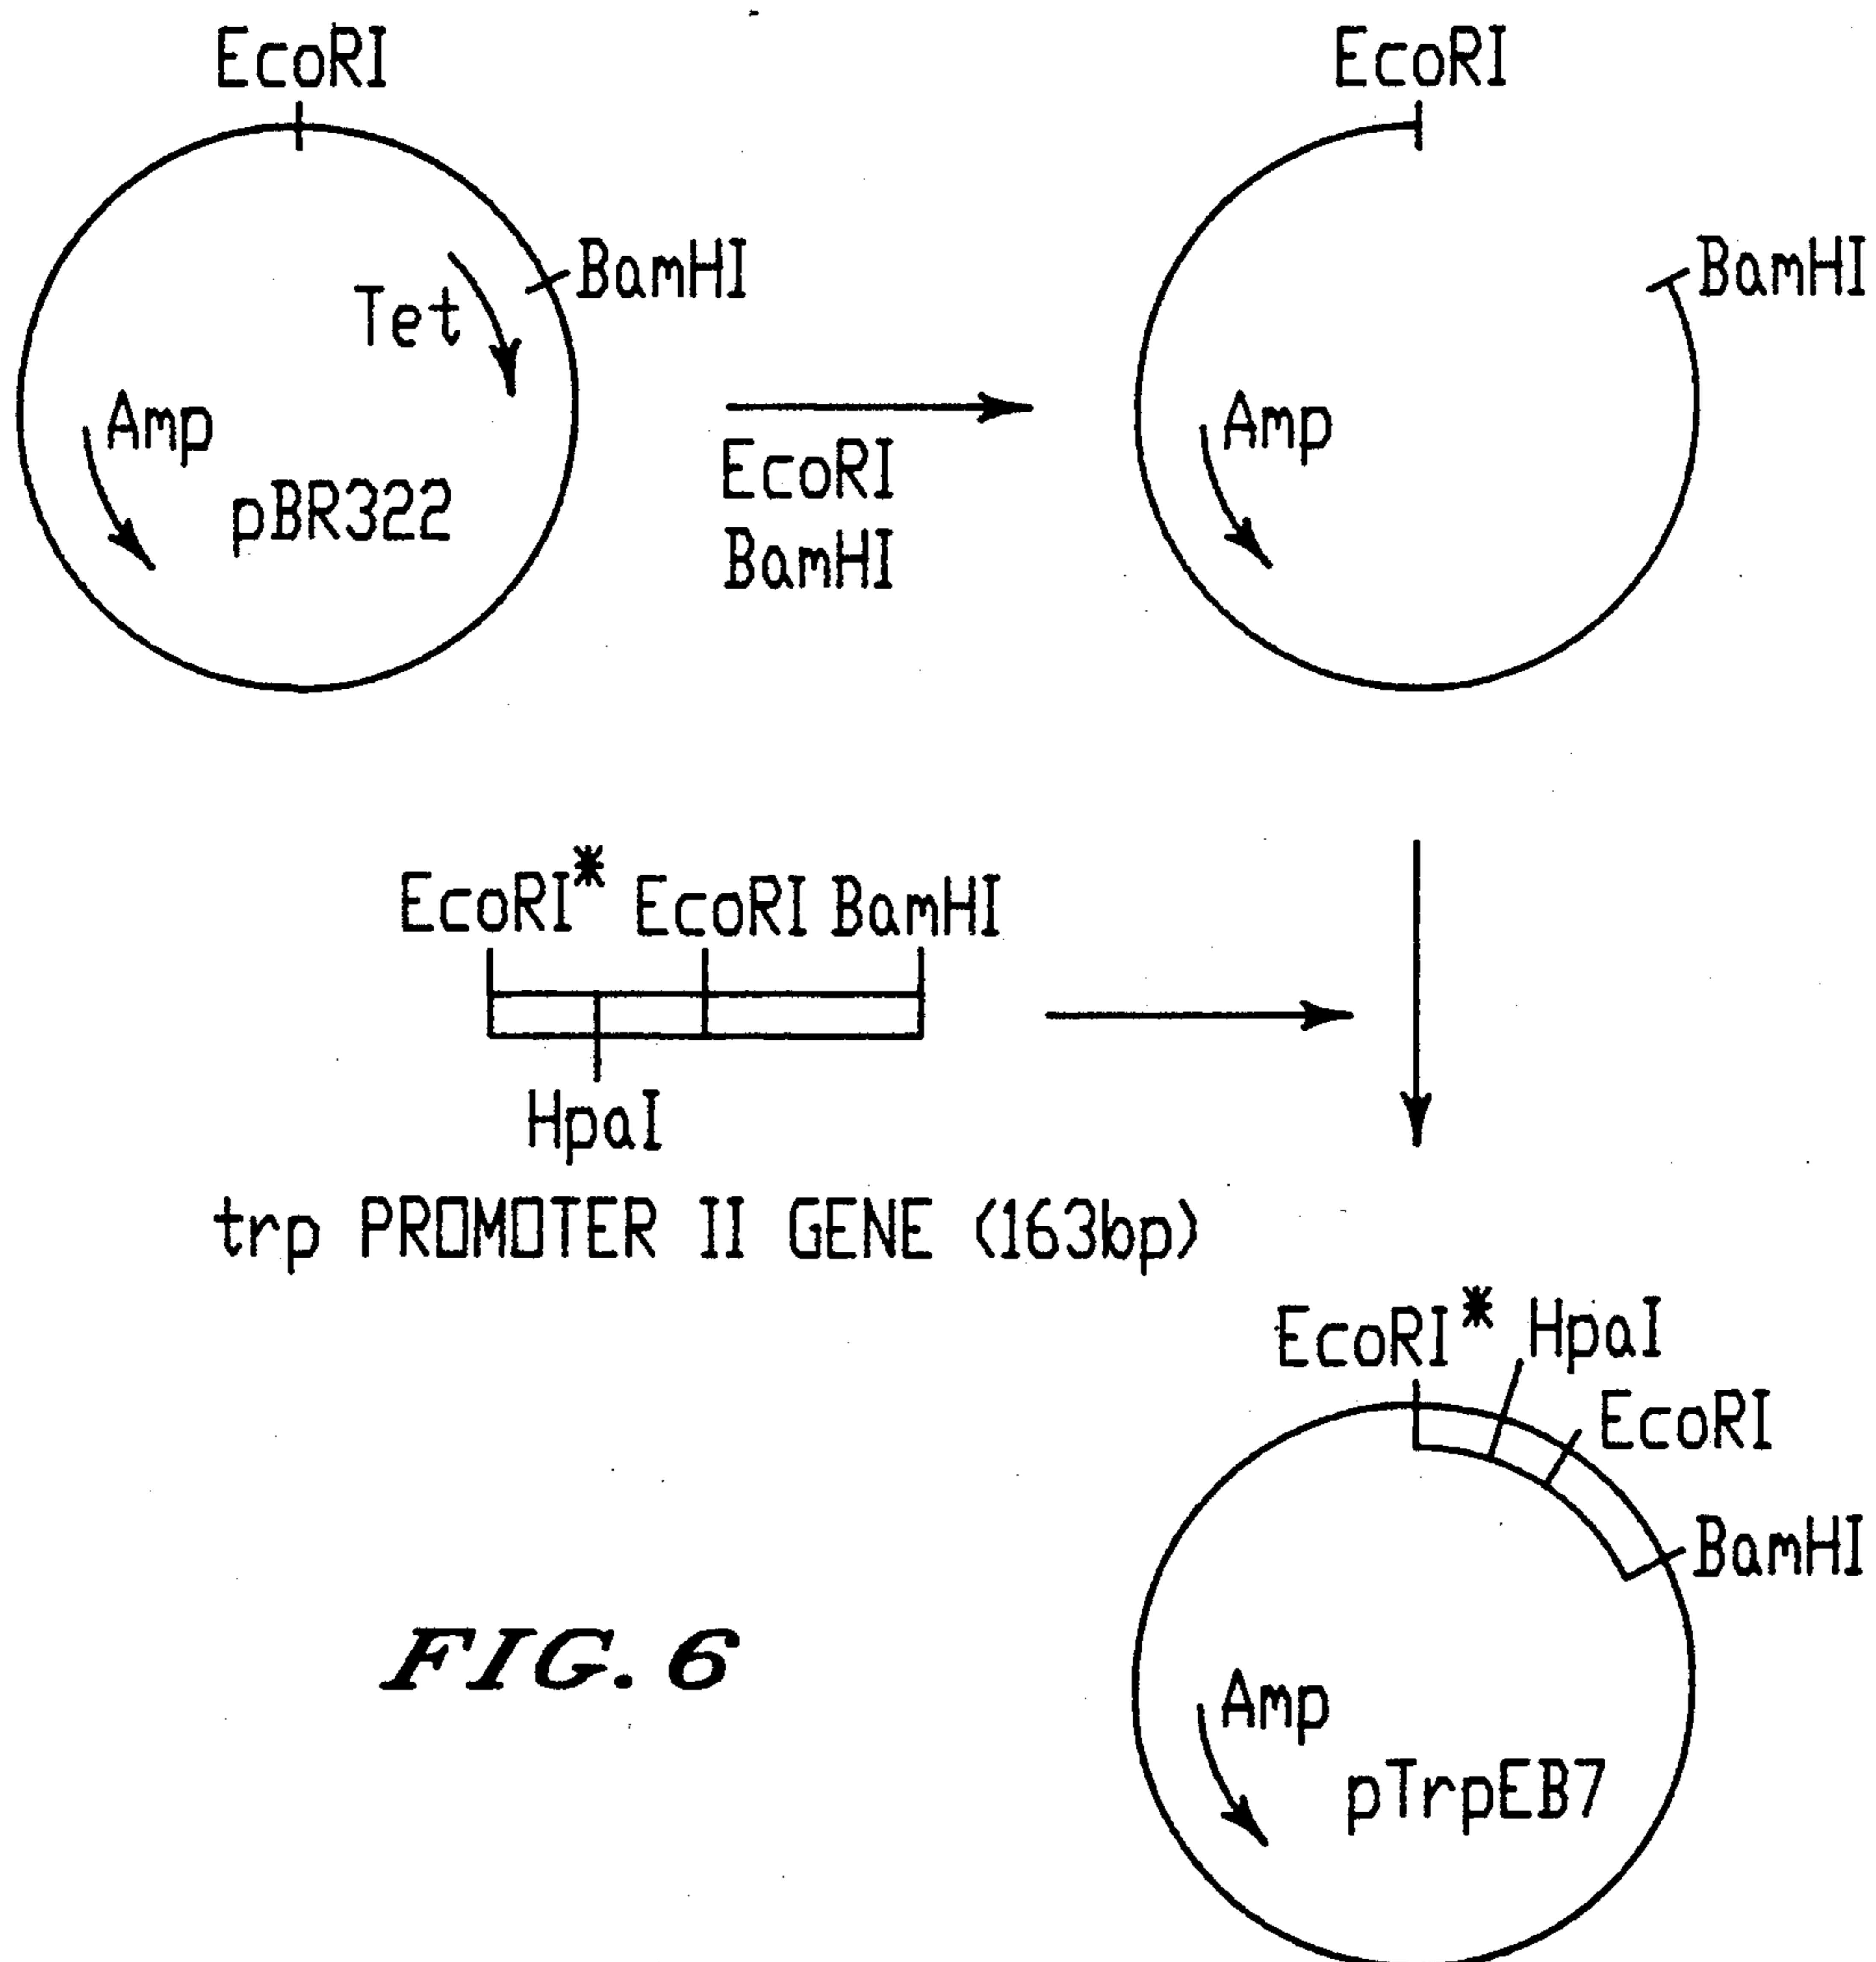 EcoRI
BamHI
Tet
Amp
pBR322
EcoRI
BamHI
EcoRI
BamHI
Amp
EcoRI* EcoRI BamHI
HpaI
trp PROMOTER II GENE (163bp)
EcoRI* HpaI
EcoRI
BamHI
Amp
pTrpEB7
FIG. 6